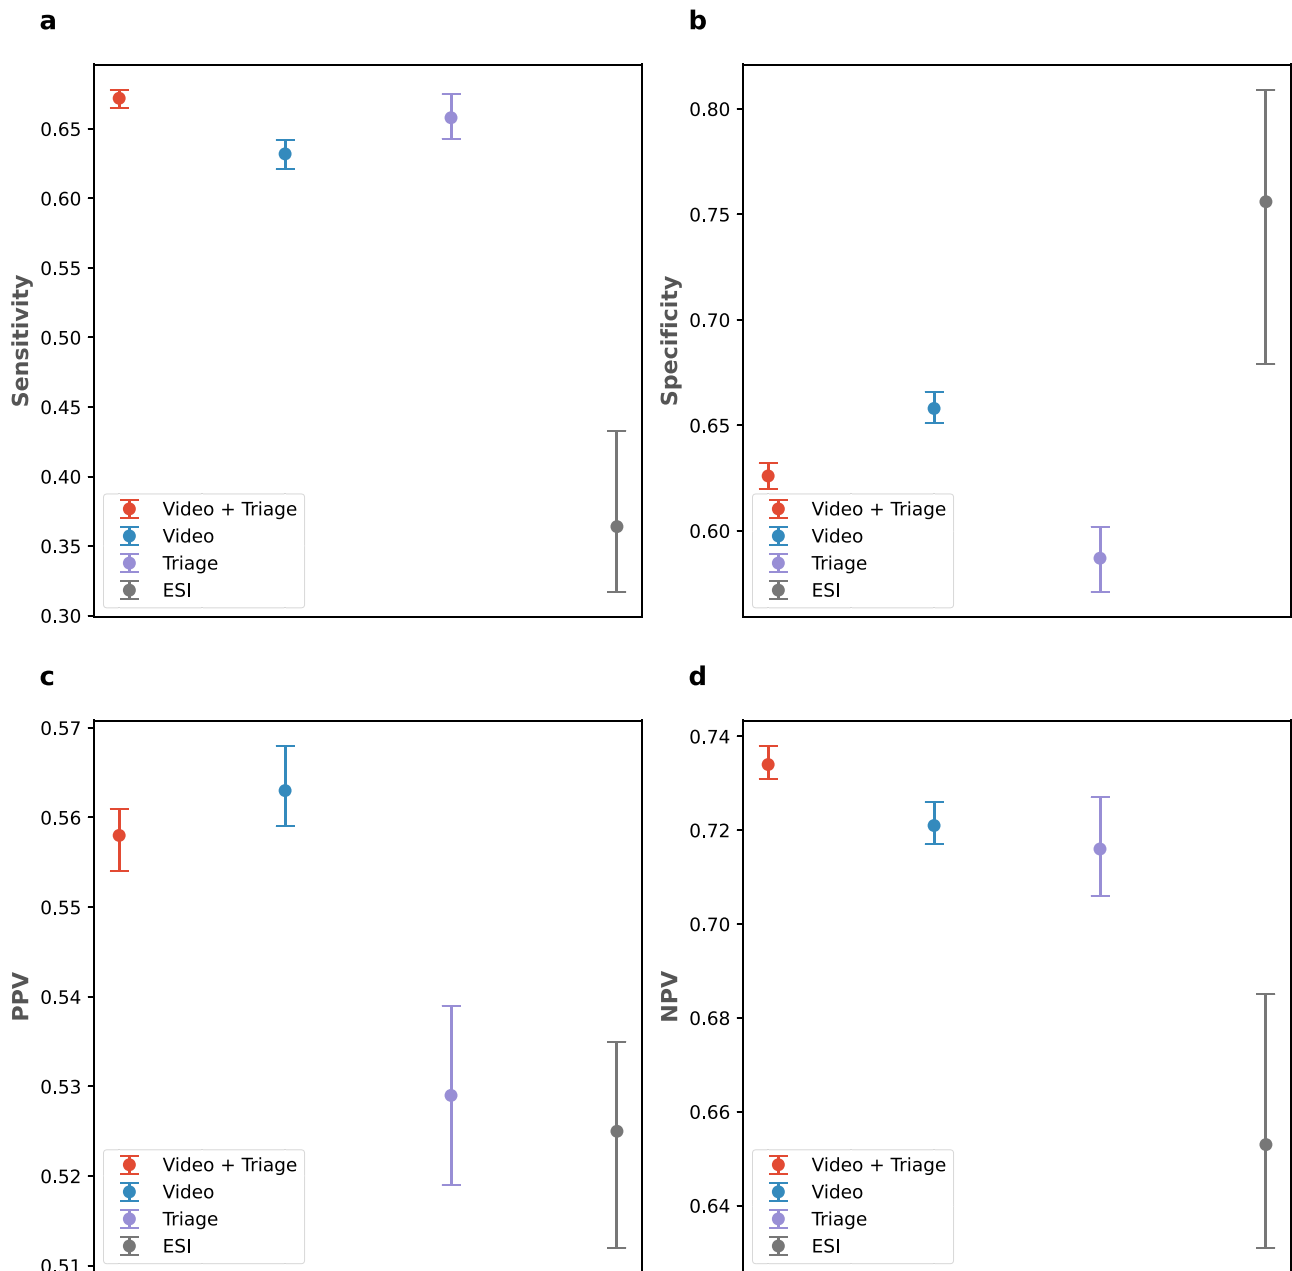 a
Sensitivity
0.65
0.60
0.55
0.50
0.45
0.40
0.35
0.30
Video + Triage
Video
Triage
ESI
b
Specificity
0.80
0.75
0.70
0.65
0.60
Video + Triage
Video
Triage
ESI
c
PPV
0.57
0.56
0.55
0.54
0.53
0.52
0.51
Video + Triage
Video
Triage
ESI
d
NPV
0.74
0.72
0.70
0.68
0.66
0.64
Video + Triage
Video
Triage
ESI